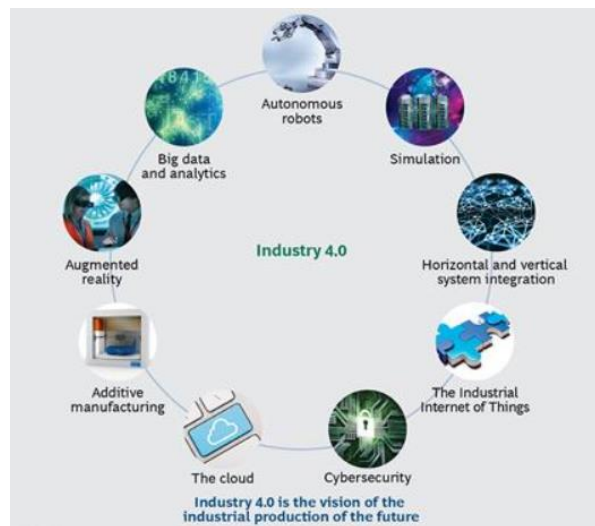 Autonomous
robots
Simulation
Horizontal and vertical
system integration
The Industrial
Internet of Things
Cybersecurity
The cloud
Additive
manufacturing
Augmented
reality
Big data
and analytics
Industry 4.0
Industry 4.0 is the vision of the
industrial production of the future